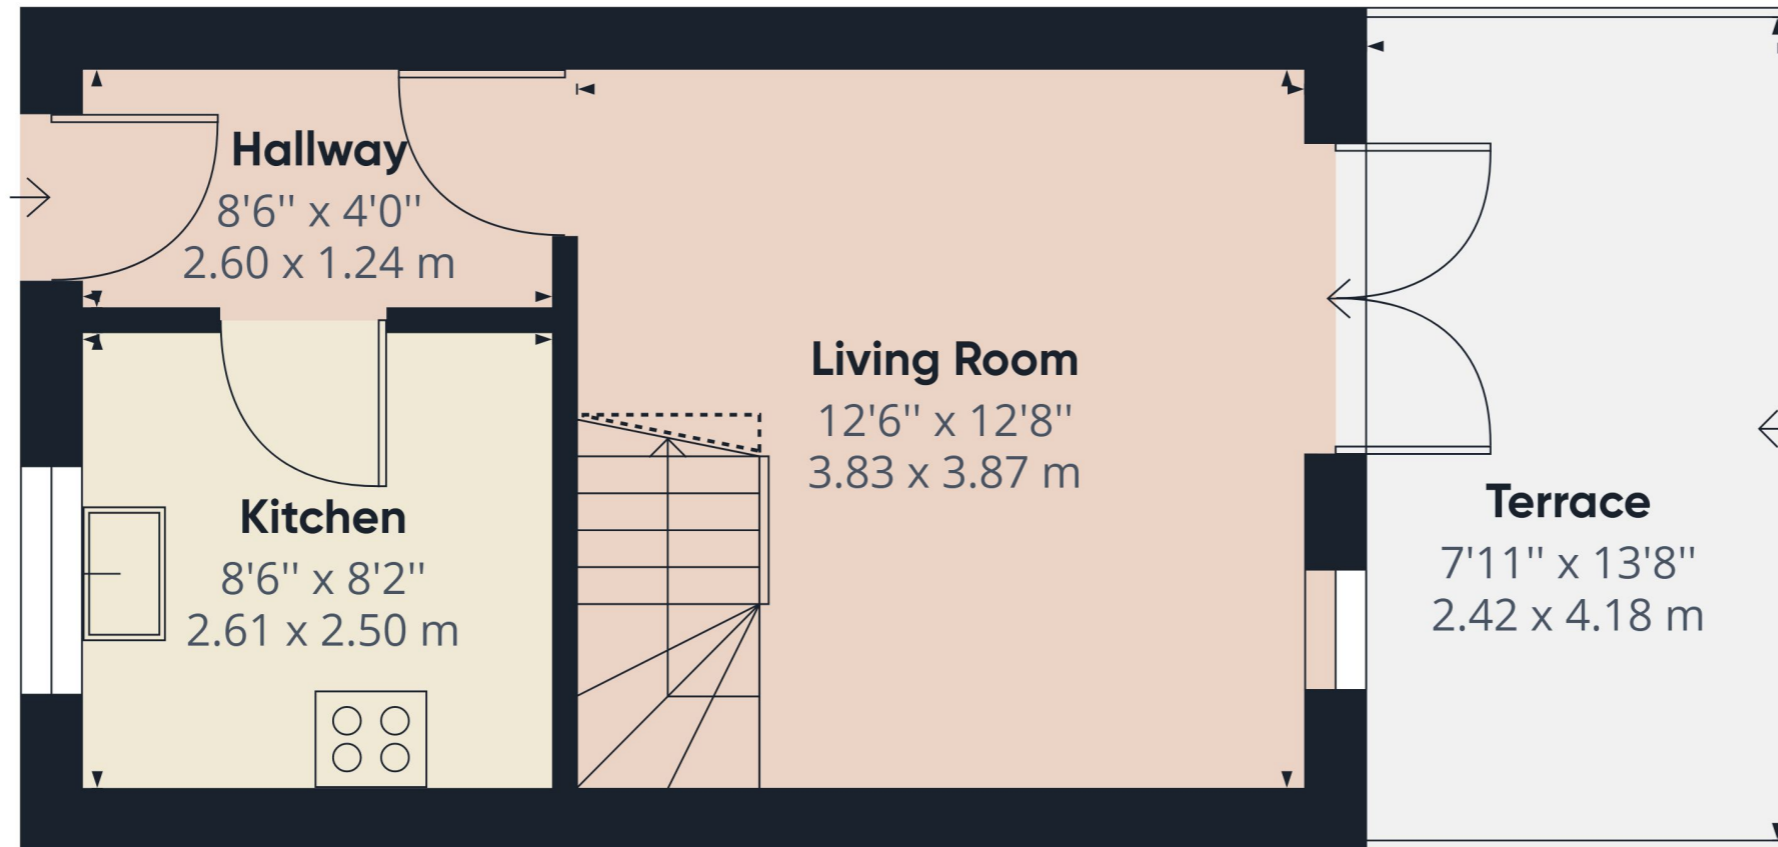 Hallway
8'6'' x 4'0''
2.60 x 1.24 m
Living Room
12'6'' x 12'8''
3.83 x 3.87 m
Kitchen
8'6'' x 8'2''
2.61 x 2.50 m
Terrace
7'11'' x 13'8''
2.42 x 4.18 m